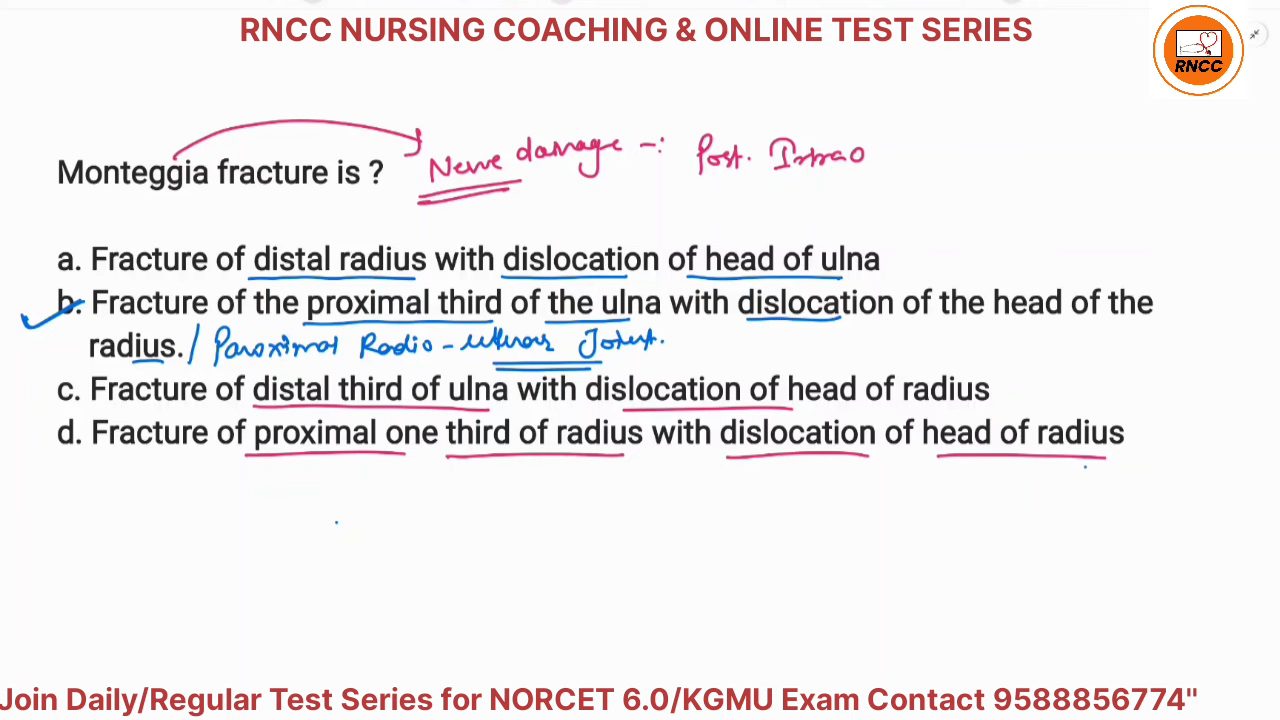 RNCC NURSING COACHING & ONLINE TEST SERIES
RNCC
Monteggia fracture is ? Nerve damage -: Post. Intrao
a. Fracture of distal radius with dislocation of head of ulna
b. Fracture of the proximal third of the ulna with dislocation of the head of the
radius. / Radio-
c. Fracture of distal third of ulna with dislocation of head of radius
d. Fracture of proximal one third of radius with dislocation of head of radius
Join Daily/Regular Test Series for NORCET 6.0/KGMU Exam Contact 9588856774"